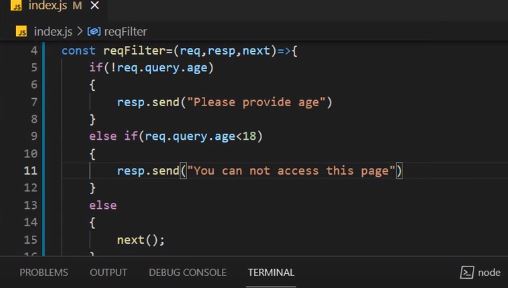 JS index.js M ×
JS index.js > reqFilter
4 const reqFilter=(req,resp,next)=>{
5 if(!req.query.age)
6 {
7 resp.send("Please provide age")
8 }
9 else if(req.query.age<18)
10 {
11 resp.send("You can not access this page")
12 }
13 else
14 {
15 next();
16 }
PROBLEMS OUTPUT DEBUG CONSOLE TERMINAL node